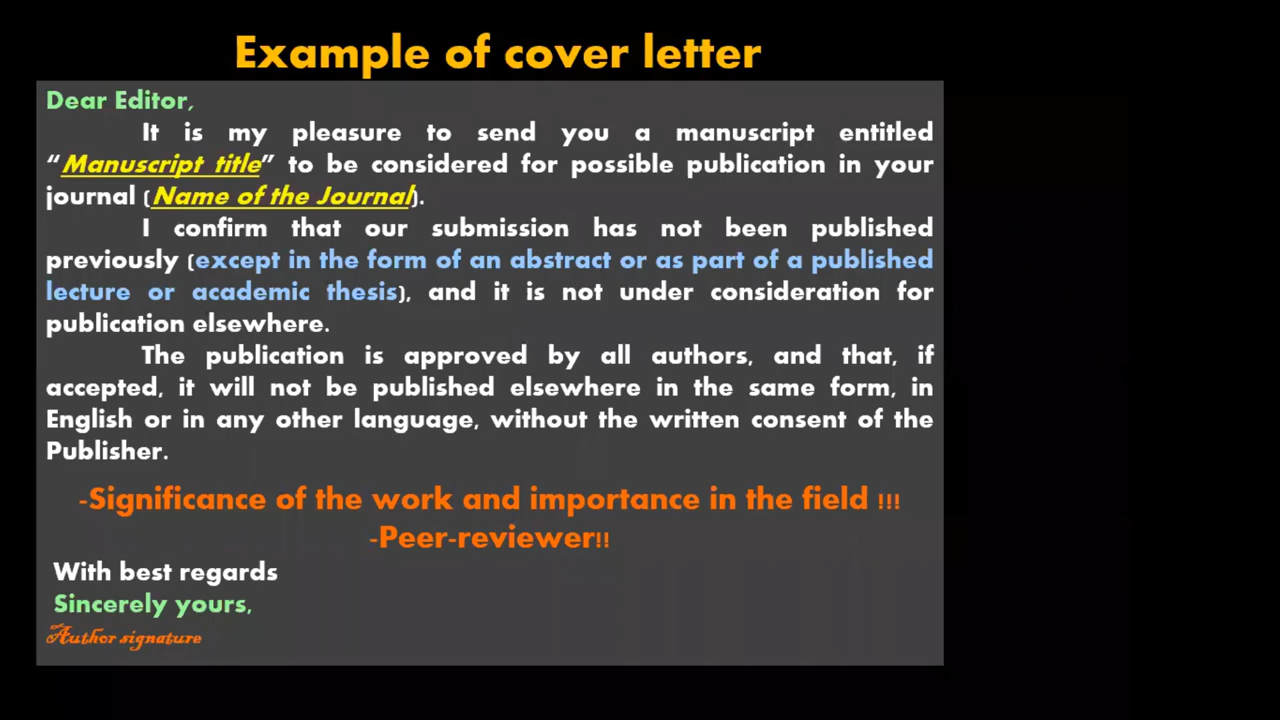 Example of cover letter
Dear Editor,
It is my pleasure to send you a manuscript entitled
“Manuscript title” to be considered for possible publication in your
journal (Name of the Journal).
I confirm that our submission has not been published
previously (except in the form of an abstract or as part of a published
lecture or academic thesis), and it is not under consideration for
publication elsewhere.
The publication is approved by all authors, and that, if
accepted, it will not be published elsewhere in the same form, in
English or in any other language, without the written consent of the
Publisher.
-Significance of the work and importance in the field !!!
-Peer-reviewer!!
With best regards
Sincerely yours,
Author signature